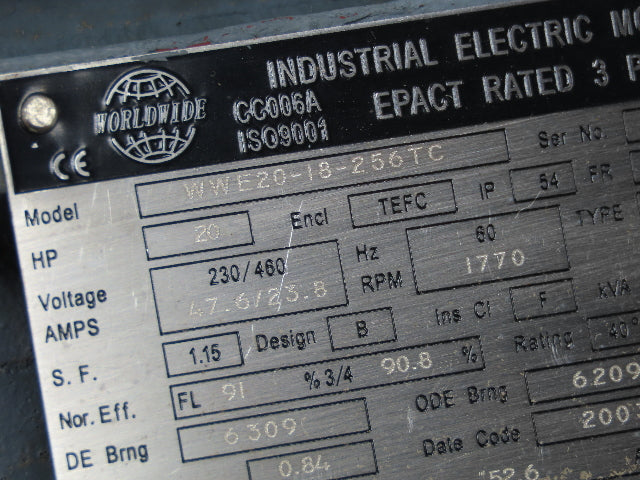 INDUSTRIAL ELECTRIC
WORLDWIDE CC006A EPACT RATED 3
CE ISO9001
Model WWE20-18-256TC Ser No.
HP 20 Encl TEFC IP 54 FR
Voltage 230/460 Hz 60 TYPE
AMPS 47.6/23.8 RPM 1770
S. F. 1.15 Design B Ins Cl F kVA
Nor. Eff. FL 91 % 3/4 90.8 % Rating 40°
DE Brng 6309 ODE Brng 6209
0.84 Date Code 2007
52.6